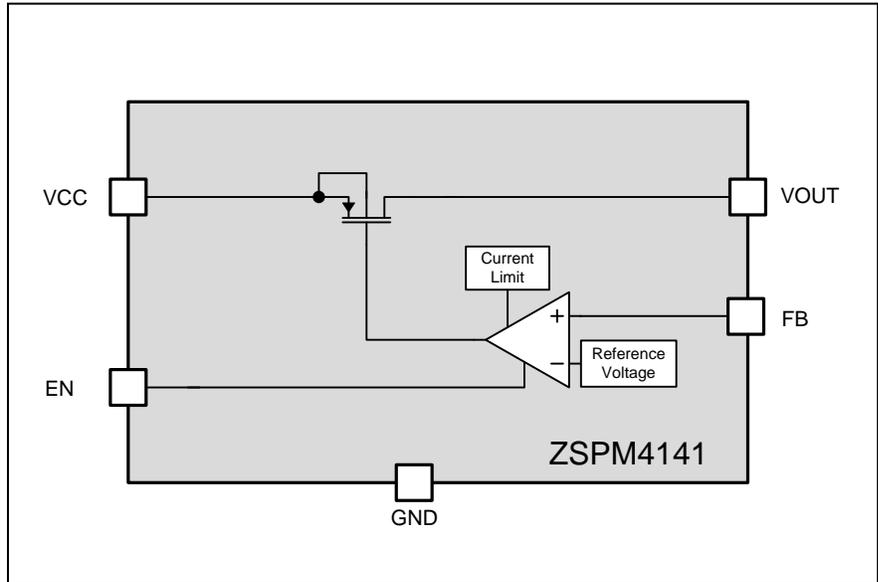 VCC
VOUT
Current
Limit
+
FB
Reference
Voltage
−
EN
ZSPM4141
GND